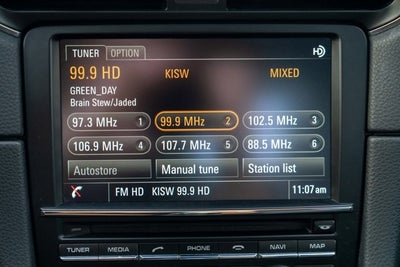 TUNER OPTION HD
99.9 HD KISW MIXED
GREEN_DAY
Brain Stew/Jaded
97.3 MHz 1 99.9 MHz 2 102.5 MHz 3
106.9 MHz 4 107.7 MHz 5 88.5 MHz 6
Autostore Manual tune Station list
FM HD KISW 99.9 HD 11:07am
TUNER MEDIA PHONE NAVI MAP